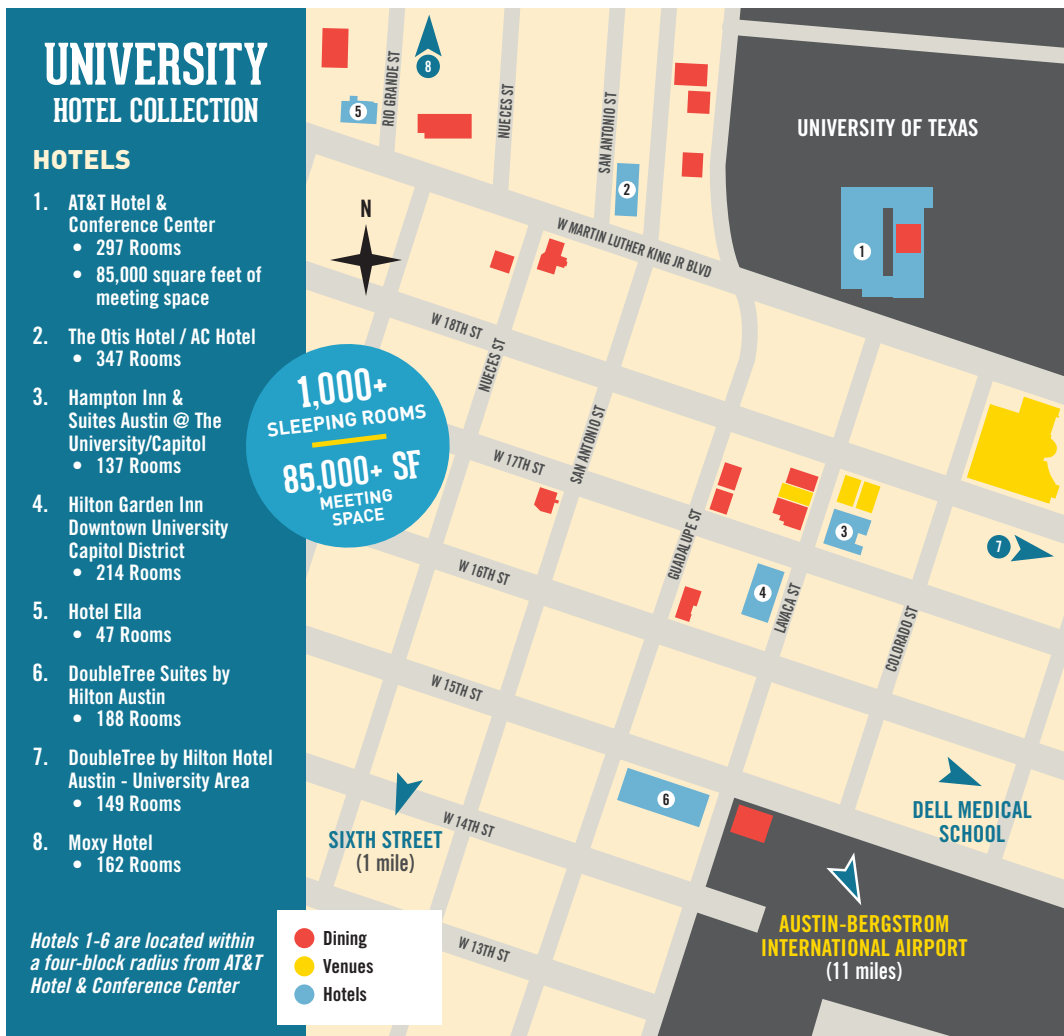 UNIVERSITY
HOTEL COLLECTION
HOTELS
1. AT&T Hotel &
Conference Center
• 297 Rooms
• 85,000 square feet of
meeting space
2. The Otis Hotel / AC Hotel
• 347 Rooms
3. Hampton Inn &
Suites Austin @ The
University/Capitol
• 137 Rooms
4. Hilton Garden Inn
Downtown University
Capitol District
• 214 Rooms
5. Hotel Ella
• 47 Rooms
6. DoubleTree Suites by
Hilton Austin
• 188 Rooms
7. DoubleTree by Hilton Hotel
Austin - University Area
• 149 Rooms
8. Moxy Hotel
• 162 Rooms
Hotels 1-6 are located within
a four-block radius from AT&T
Hotel & Conference Center
1,000+
SLEEPING ROOMS
85,000+ SF
MEETING
SPACE
Dining
Venues
Hotels
8
5
RIO GRANDE ST
NUECES ST
SAN ANTONIO ST
2
UNIVERSITY OF TEXAS
1
N
W MARTIN LUTHER KING JR BLVD
W 18TH ST
NUECES ST
SAN ANTONIO ST
W 17TH ST
GUADALUPE ST
3
7
W 16TH ST
4
LAVACA ST
COLORADO ST
W 15TH ST
6
DELL MEDICAL
SCHOOL
SIXTH STREET
(1 mile)
W 14TH ST
W 13TH ST
AUSTIN-BERGSTROM
INTERNATIONAL AIRPORT
(11 miles)